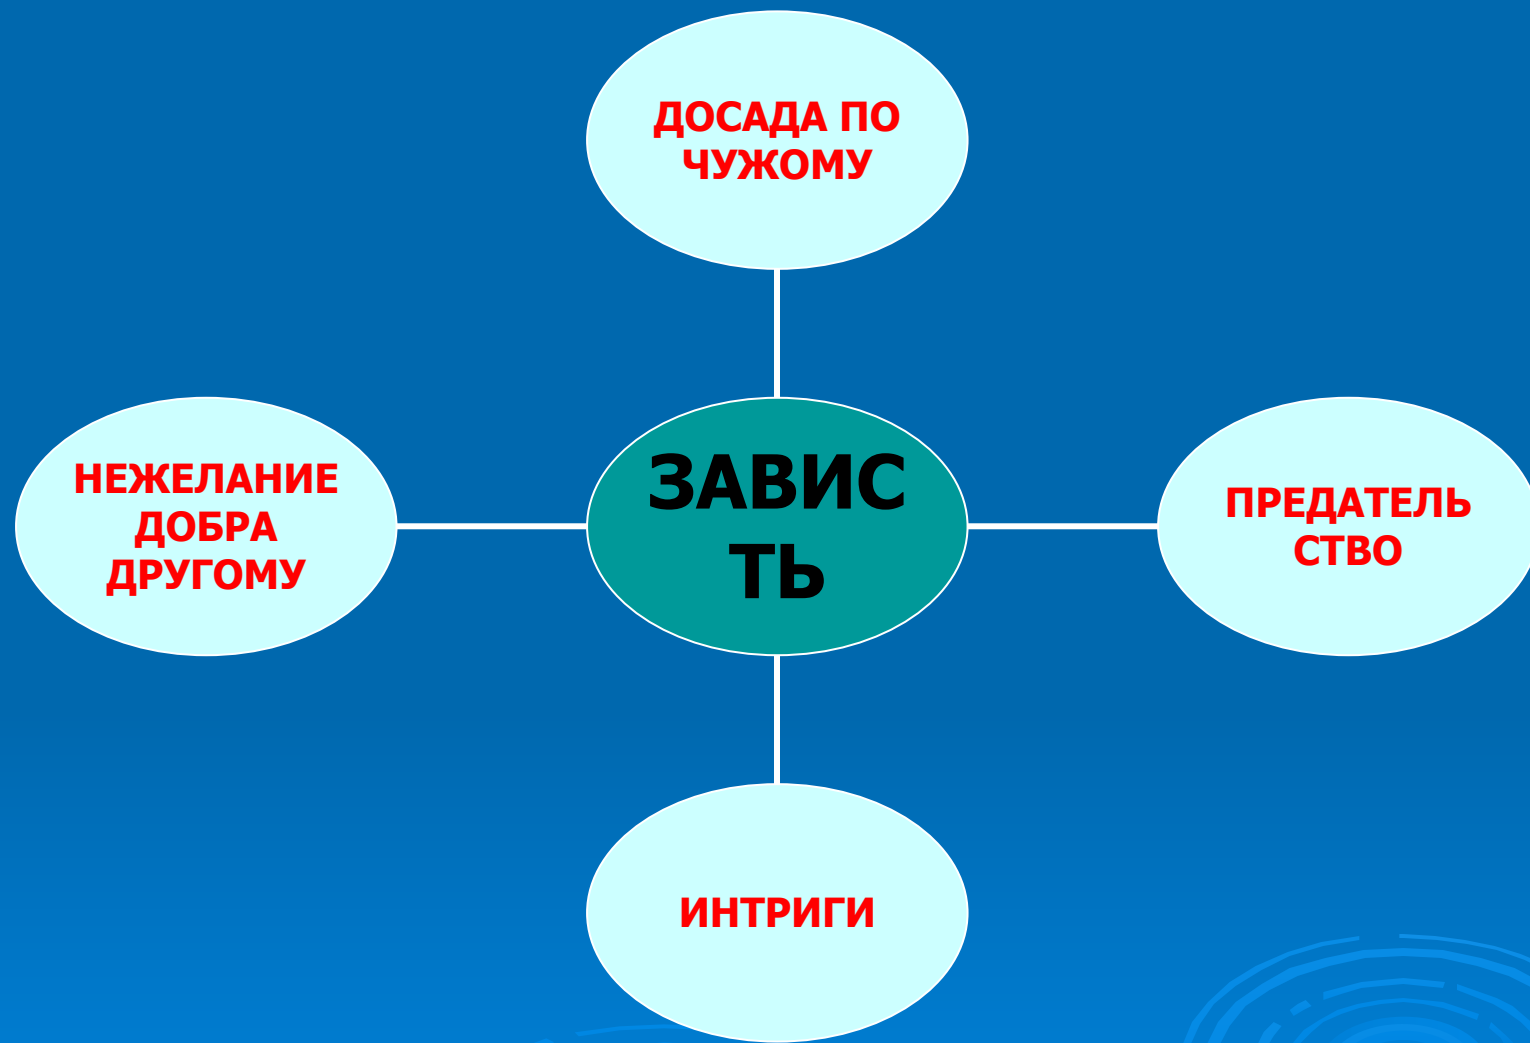 ДОСАДА ПО
ЧУЖОМУ
НЕЖЕЛАНИЕ
ДОБРА
ДРУГОМУ
ЗАВИС
ТЬ
ПРЕДАТЕЛЬ
СТВО
ИНТРИГИ